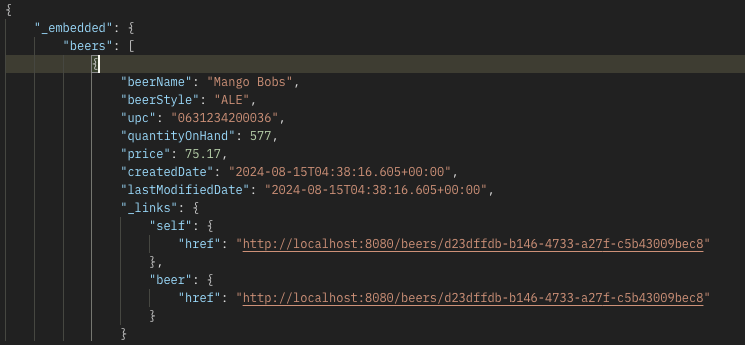 {
"_embedded": {
"beers": [
{
"beerName": "Mango Bobs",
"beerStyle": "ALE",
"upc": "0631234200036",
"quantityOnHand": 577,
"price": 75.17,
"createdDate": "2024-08-15T04:38:16.605+00:00",
"lastModifiedDate": "2024-08-15T04:38:16.605+00:00",
"_links": {
"self": {
"href": "http://localhost:8080/beers/d23dffdb-b146-4733-a27f-c5b43009bec8"
},
"beer": {
"href": "http://localhost:8080/beers/d23dffdb-b146-4733-a27f-c5b43009bec8"
}
}